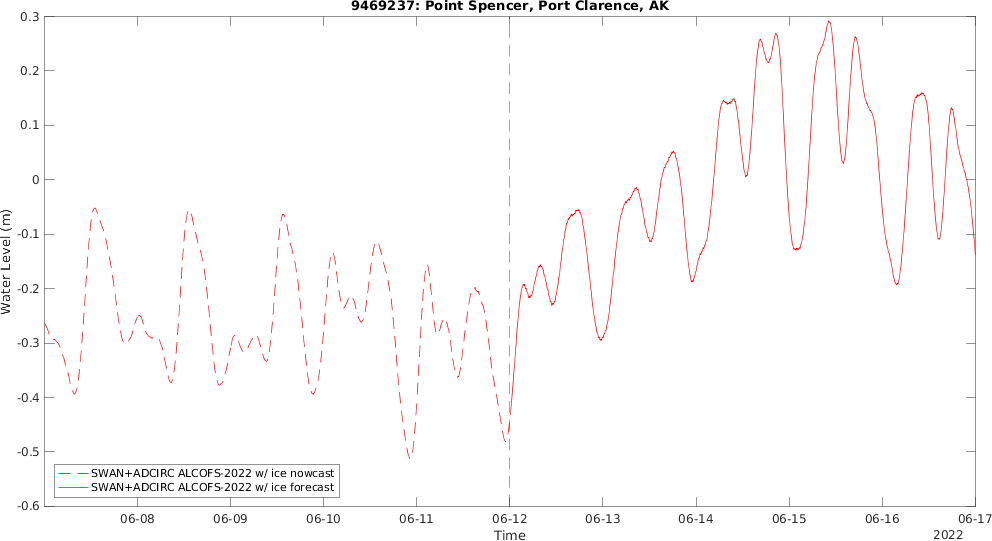 9469237: Point Spencer, Port Clarence, AK
0.3
0.2
0.1
0
-0.1
-0.2
-0.3
-0.4
-0.5
-0.6
Water Level (m)
SWAN+ADCIRC ALCOFS-2022 w/ ice nowcast
SWAN+ADCIRC ALCOFS-2022 w/ ice forecast
06-08 06-09 06-10 06-11 06-12 06-13 06-14 06-15 06-16 06-17
Time
2022